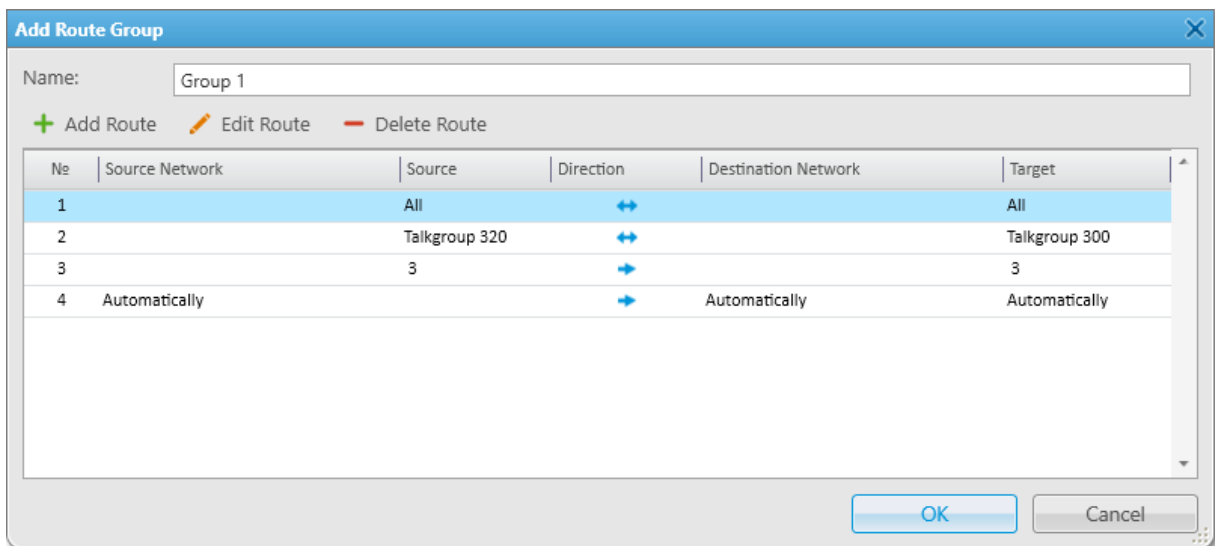 Add Route Group
Name: Group 1
Add Route Edit Route Delete Route
№ Source Network Source Direction Destination Network Target
1 All All
2 Talkgroup 320 Talkgroup 300
3 3 3
4 Automatically Automatically Automatically
OK Cancel